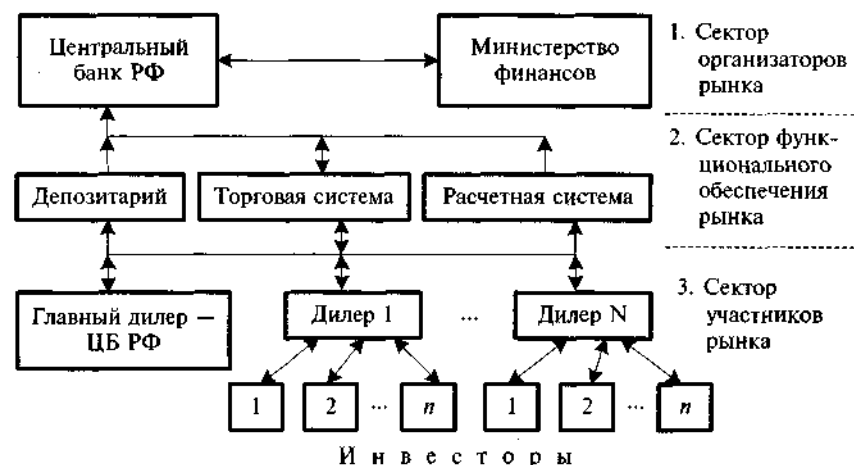 Центральный
банк РФ
Министерство
финансов
1. Сектор
организаторов
рынка
2. Сектор функ-
ционального
обеспечения
рынка
Депозитарий
Торговая система
Расчетная система
3. Сектор
участников
рынка
Главный дилер —
ЦБ РФ
Дилер 1
...
Дилер N
1
2
...
n
1
2
...
n
Инвесторы